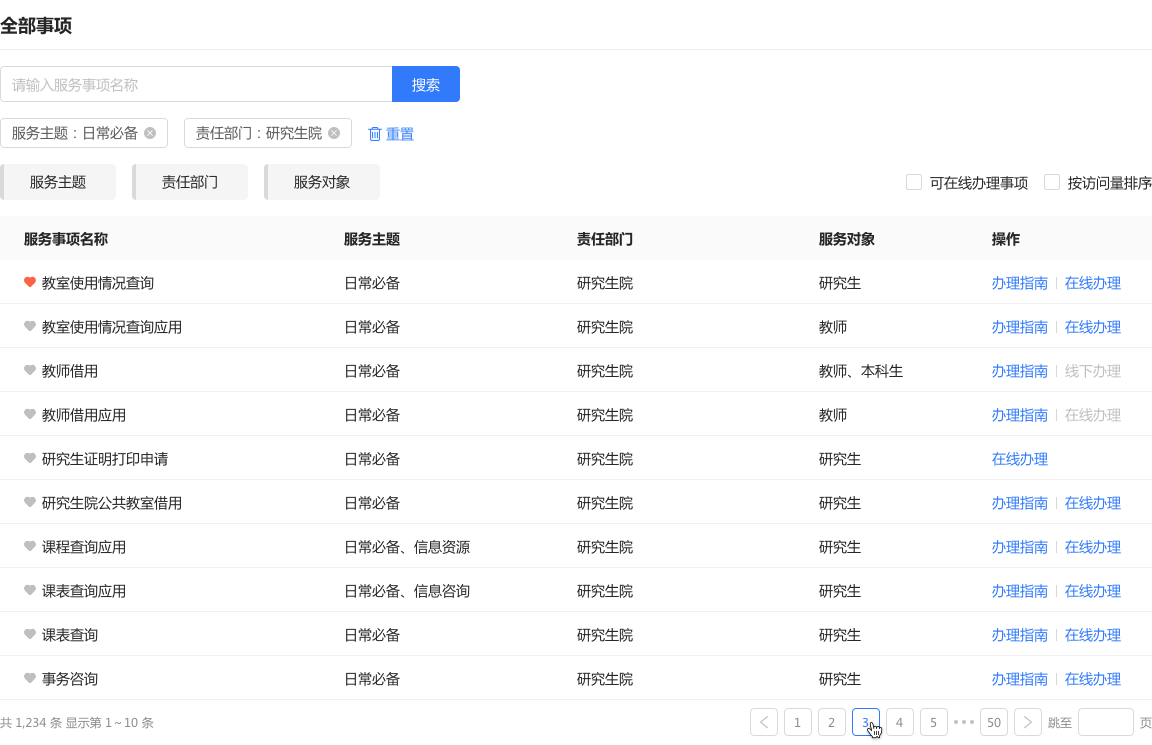 全部事项
请输入服务事项名称 搜索
服务主题：日常必备 责任部门：研究生院 重置
服务主题 责任部门 服务对象 可在线办理事项 按访问量排序
服务事项名称 服务主题 责任部门 服务对象 操作
教室使用情况查询 日常必备 研究生院 研究生 办理指南 在线办理
教室使用情况查询应用 日常必备 研究生院 教师 办理指南 在线办理
教师借用 日常必备 研究生院 教师、本科生 办理指南 线下办理
教师借用应用 日常必备 研究生院 教师 办理指南 在线办理
研究生证明打印申请 日常必备 研究生院 研究生 在线办理
研究生院公共教室借用 日常必备 研究生院 研究生 办理指南 在线办理
课程查询应用 日常必备、信息资源 研究生院 研究生 办理指南 在线办理
课表查询应用 日常必备、信息咨询 研究生院 研究生 办理指南 在线办理
课表查询 日常必备 研究生院 研究生 办理指南 在线办理
事务咨询 日常必备 研究生院 研究生 办理指南 在线办理
共 1,234 条 显示第 1~10 条 1 2 3 4 5 ••• 50 跳至 页